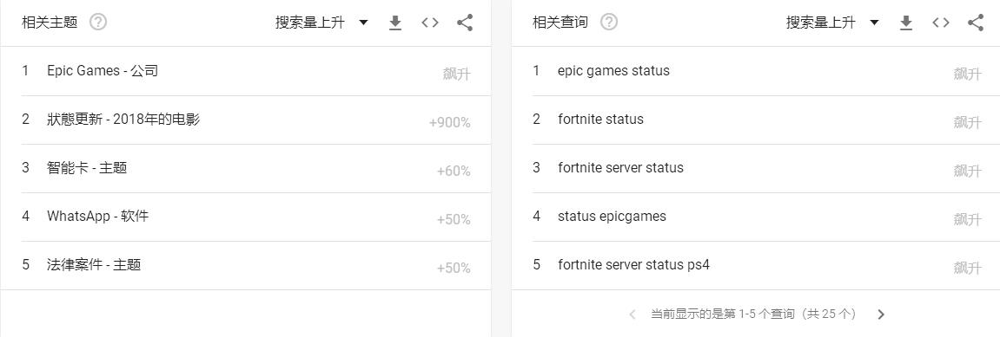 相关主题 ?
搜索量上升
1 Epic Games - 公司 飙升
2 狀態更新 - 2018年的电影 +900%
3 智能卡 - 主题 +60%
4 WhatsApp - 软件 +50%
5 法律案件 - 主题 +50%
相关查询 ?
搜索量上升
1 epic games status 飙升
2 fortnite status 飙升
3 fortnite server status 飙升
4 status epicgames 飙升
5 fortnite server status ps4 飙升
当前显示的是第 1-5 个查询（共 25 个）